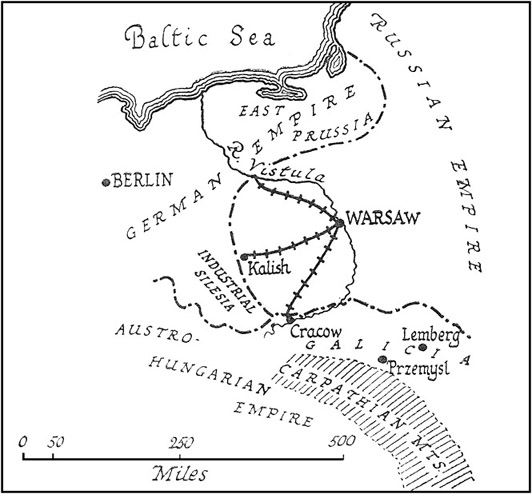 Baltic Sea
RUSSIAN EMPIRE
EAST PRUSSIA
GERMAN EMPIRE
R. Vistula
BERLIN
WARSAW
Kalish
INDUSTRIAL
SILESIA
Cracow
Lemberg
GALICIA
Przemysl
AUSTRO-
HUNGARIAN
EMPIRE
CARPATHIAN MTS.
0 50 250 500
Miles